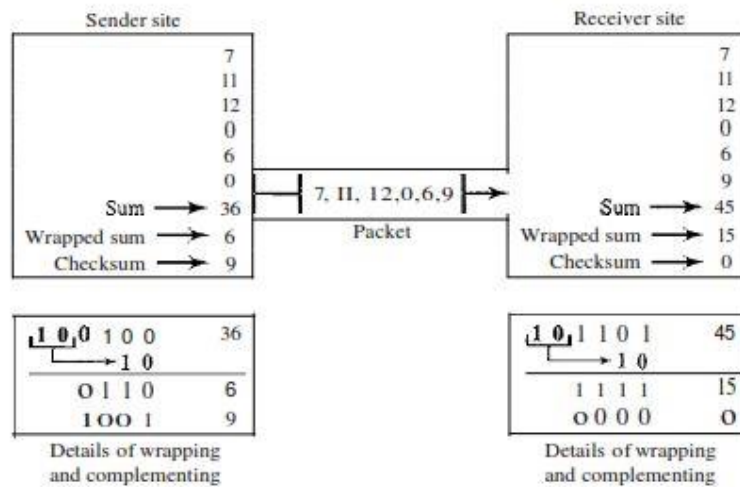 Sender site
7
11
12
0
6
0
Sum 36
Wrapped sum 6
Checksum 9
7, II, 12,0,6,9
Packet
Receiver site
7
11
12
0
6
9
Sum 45
Wrapped sum 15
Checksum 0
1 0 0 1 0 0 36
1 0
0 1 1 0 6
1 0 0 1 9
Details of wrapping
and complementing
1 0 1 1 0 1 45
1 0
1 1 1 1 15
0 0 0 0 0
Details of wrapping
and complementing